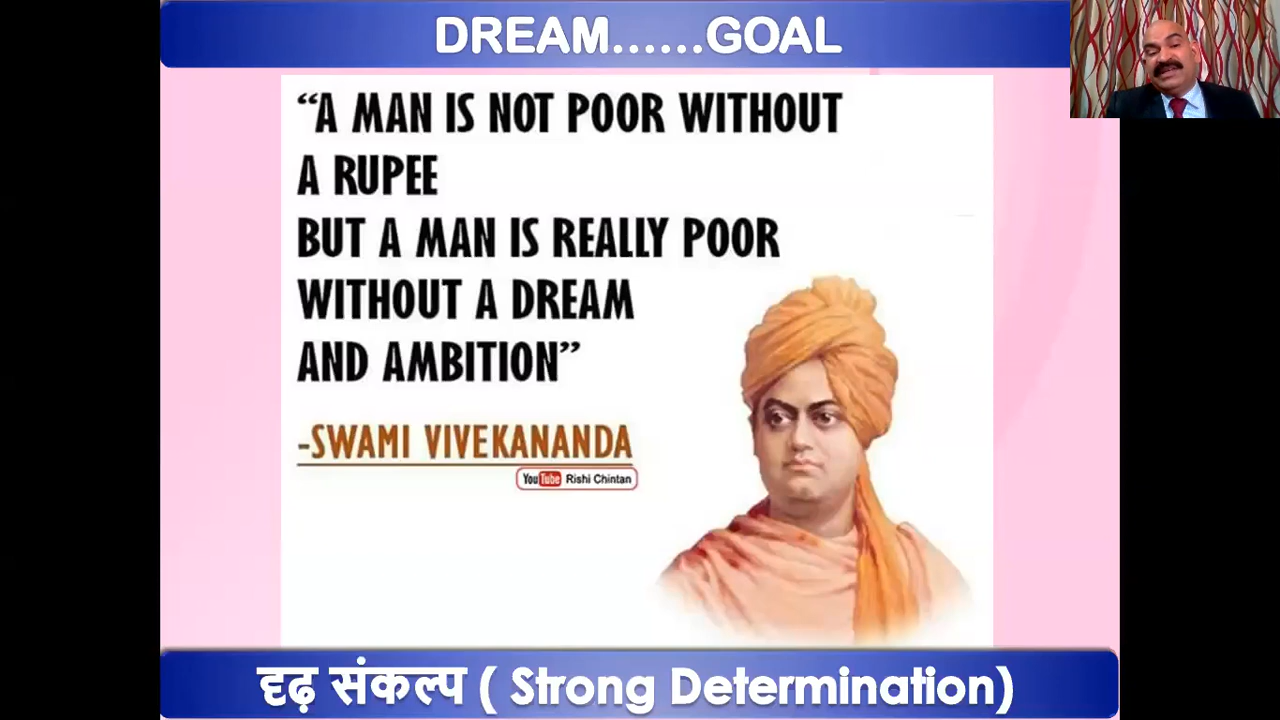 DREAM......GOAL
“A MAN IS NOT POOR WITHOUT
A RUPEE
BUT A MAN IS REALLY POOR
WITHOUT A DREAM
AND AMBITION”
-SWAMI VIVEKANANDA
YouTube Rishi Chintan
दृढ़ संकल्प ( Strong Determination)